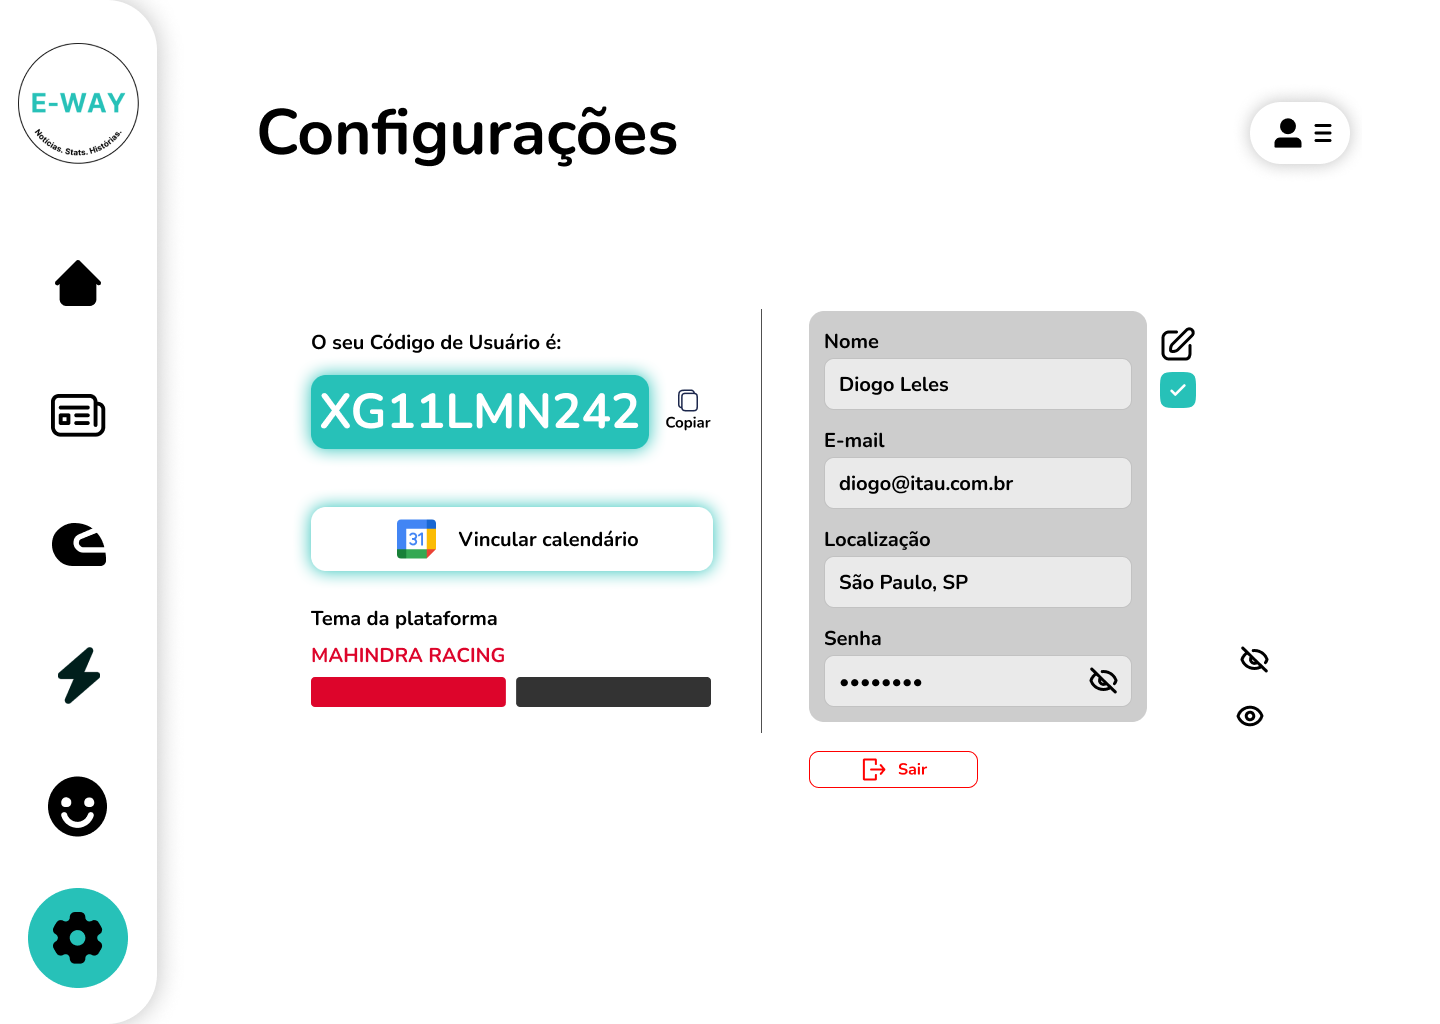 E-WAY
Notícias. Stats. Histórias.
Configurações
O seu Código de Usuário é:
XG11LMN242
Copiar
31
Vincular calendário
Tema da plataforma
MAHINDRA RACING
Nome
Diogo Leles
E-mail
diogo@itau.com.br
Localização
São Paulo, SP
Senha
••••••••
Sair